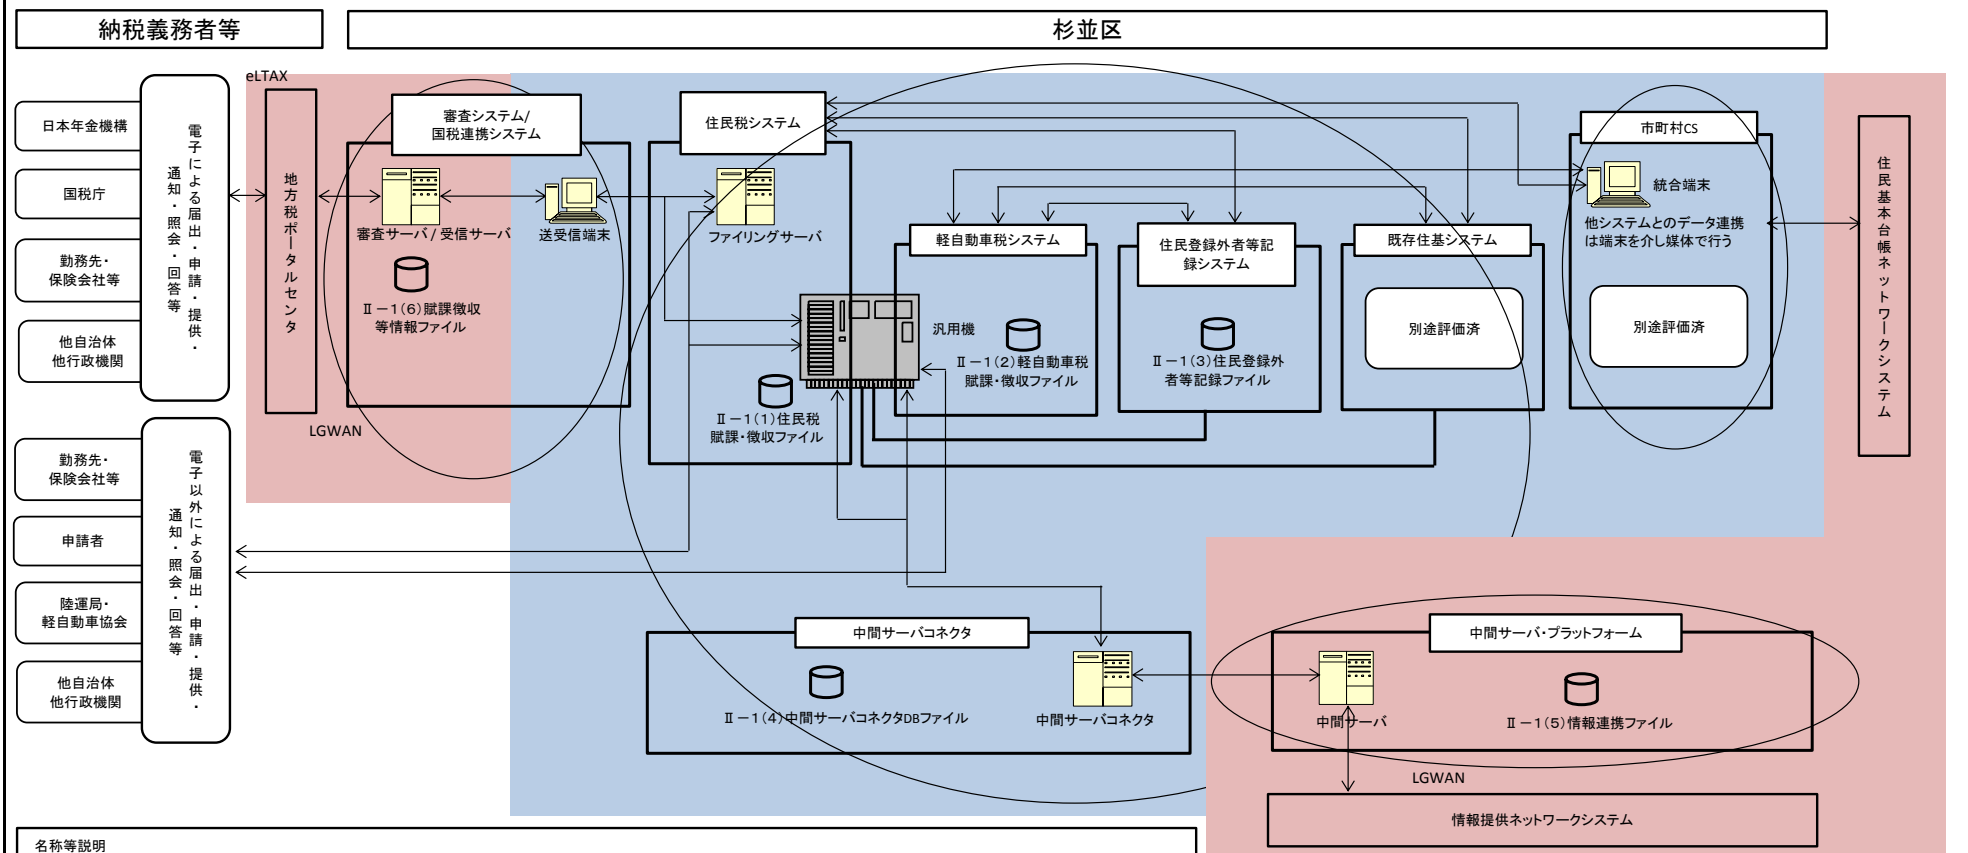 納税義務者等
杉並区
eLTAX
日本年金機構
国税庁
勤務先・
保険会社等
他自治体
他行政機関
電子による届出・申請・提供・
通知・照会・回答等
地方税ポータルセンタ
LGWAN
審査システム/
国税連携システム
審査サーバ/受信サーバ
送受信端末
Ⅱ－1(6)賦課徴収
等情報ファイル
住民税システム
ファイリングサーバ
汎用機
Ⅱ－1(1)住民税
賦課・徴収ファイル
軽自動車税システム
Ⅱ－1(2)軽自動車税
賦課・徴収ファイル
住民登録外者等記
録システム
Ⅱ－1(3)住民登録外
者等記録ファイル
既存住基システム
別途評価済
市町村CS
統合端末
他システムとのデータ連携
は端末を介し媒体で行う
別途評価済
住民基本台帳ネットワークシステム
勤務先・
保険会社等
申請者
陸運局・
軽自動車協会
他自治体
他行政機関
電子以外による届出・申請・提供・
通知・照会・回答等
中間サーバコネクタ
Ⅱ－1(4)中間サーバコネクタDBファイル
中間サーバコネクタ
中間サーバ・プラットフォーム
中間サーバ
Ⅱ－1(5)情報連携ファイル
LGWAN
情報提供ネットワークシステム
名称等説明